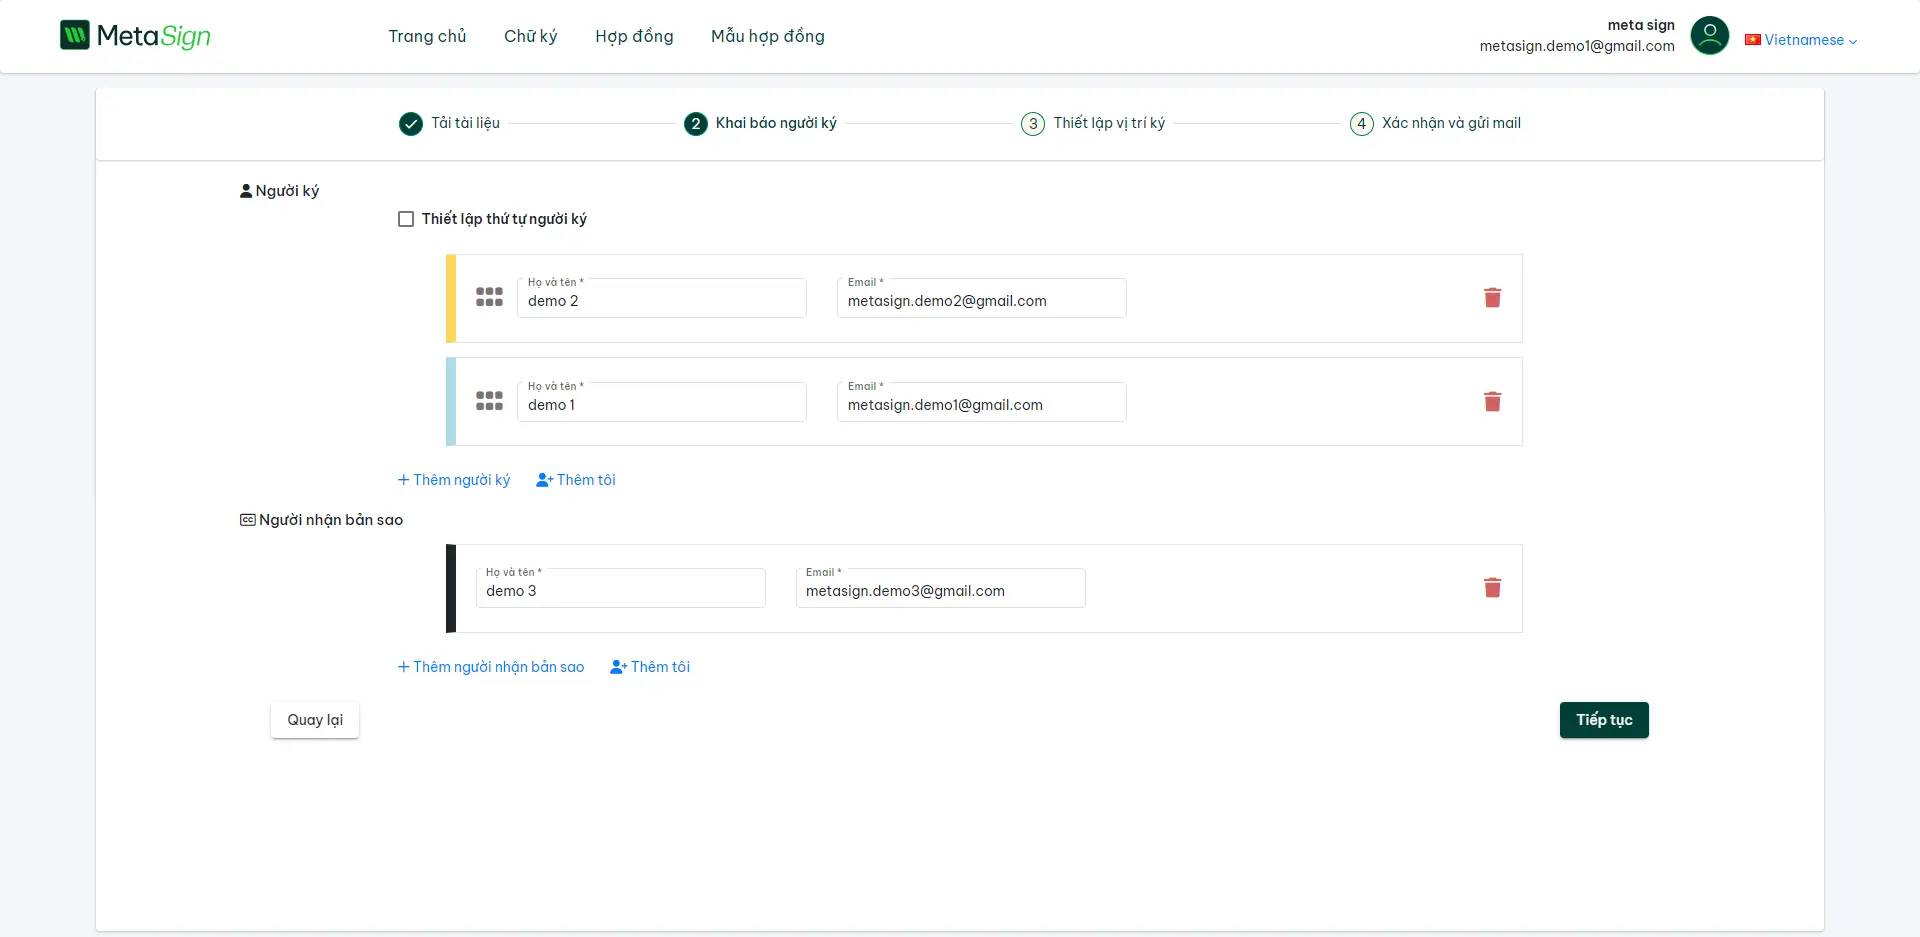 MetaSign
Trang chủ
Chữ ký
Hợp đồng
Mẫu hợp đồng
meta sign
metasign.demo1@gmail.com
Vietnamese
Tải tài liệu
2 Khai báo người ký
3 Thiết lập vị trí ký
4 Xác nhận và gửi mail
Người ký
Thiết lập thứ tự người ký
Họ và tên *
demo 2
Email *
metasign.demo2@gmail.com
Họ và tên *
demo 1
Email *
metasign.demo1@gmail.com
+ Thêm người ký
Thêm tôi
CC Người nhận bản sao
Họ và tên *
demo 3
Email *
metasign.demo3@gmail.com
+ Thêm người nhận bản sao
Thêm tôi
Quay lại
Tiếp tục